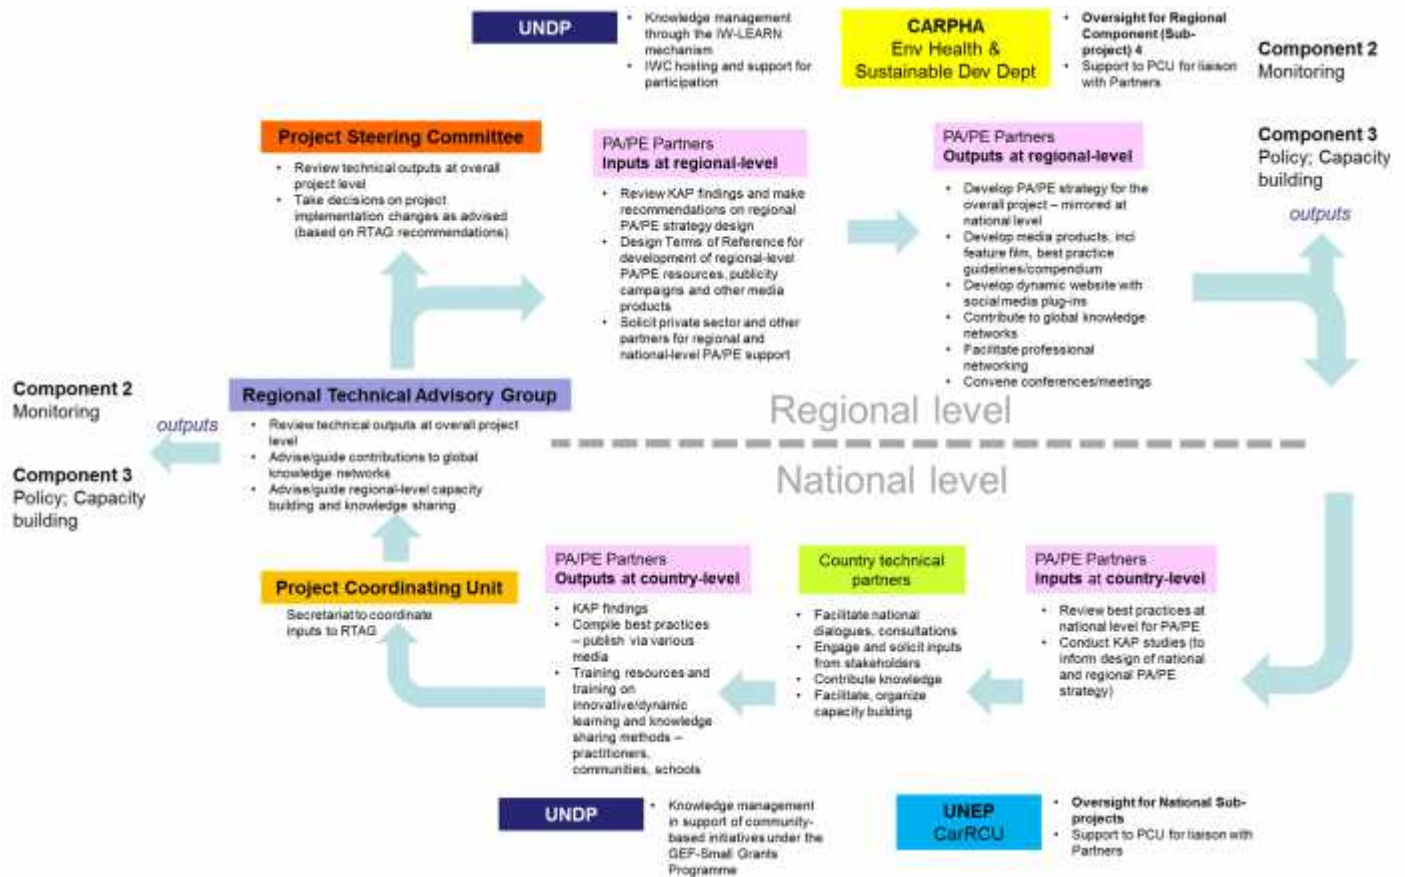 UNDP
• Knowledge management
through the IW-LEARN
mechanism
• IWC hosting and support for
participation
CARPHA
Env Health &
Sustainable Dev Dept
• Oversight for Regional
Component (Sub-
project) 4
• Support to PCU for liaison
with Partners
Component 2
Monitoring
Component 3
Policy; Capacity
building
outputs
Project Steering Committee
• Review technical outputs at overall
project level
• Take decisions on project
implementation changes as advised
(based on RTAG recommendations)
PA/PE Partners
Inputs at regional-level
• Review KAP findings and make
recommendations on regional
PA/PE strategy design
• Design Terms of Reference for
development of regional-level
PA/PE resources, publicity
campaigns and other media
products
• Solicit private sector and other
partners for regional and
national-level PA/PE support
PA/PE Partners
Outputs at regional-level
• Develop PA/PE strategy for the
overall project – mirrored at
national level
• Develop media products, incl
feature film, best practice
guidelines/compendium
• Develop dynamic website with
social media plug-ins
• Contribute to global knowledge
networks
• Facilitate professional
networking
• Convene conferences/meetings
Component 2
Monitoring
Component 3
Policy; Capacity
building
outputs
Regional Technical Advisory Group
• Review technical outputs at overall project
level
• Advise/guide contributions to global
knowledge networks
• Advise/guide regional-level capacity
building and knowledge sharing
Regional level
National level
Project Coordinating Unit
Secretariat to coordinate
inputs to RTAG
PA/PE Partners
Outputs at country-level
• KAP findings
• Compile best practices
– publish via various
media
• Training resources and
training on
innovative/dynamic
learning and knowledge
sharing methods –
practitioners,
communities, schools
Country technical
partners
• Facilitate national
dialogues, consultations
• Engage and solicit inputs
from stakeholders
• Contribute knowledge
• Facilitate, organize
capacity building
PA/PE Partners
Inputs at country-level
• Review best practices at
national level for PA/PE
• Conduct KAP studies (to
inform design of national
and regional PA/PE
strategy)
UNDP
• Knowledge management
in support of community-
based initiatives under the
GEF-Small Grants
Programme
UNEP
CarRCU
• Oversight for National Sub-
projects
• Support to PCU for liaison with
Partners